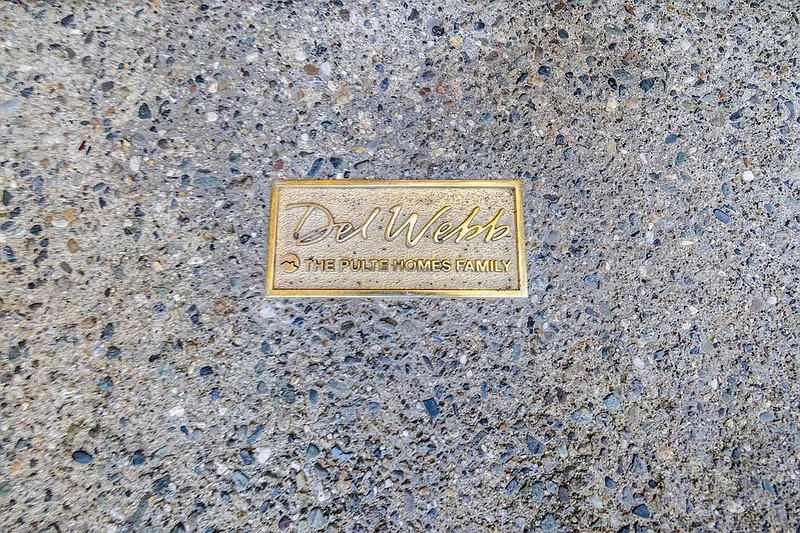 Del Webb
THE PULTE HOMES FAMILY